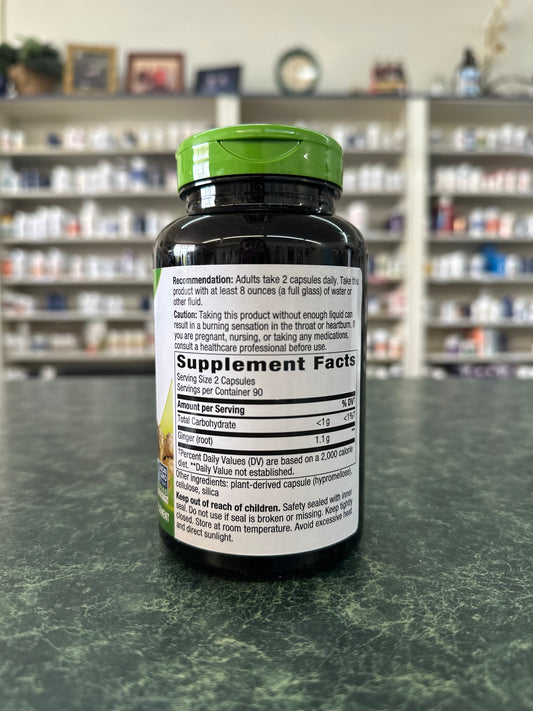 Recommendation: Adults take 2 capsules daily. Take this
product with at least 8 ounces (a full glass) of water or
other fluid.
Caution: Taking this product without enough liquid can
result in a burning sensation in the throat or heartburn. If
you are pregnant, nursing, or taking any medications,
consult a healthcare professional before use.
Supplement Facts
Serving Size 2 Capsules
Servings per Container 90
Amount per Serving % DV†
Total Carbohydrate <1 g <1%†
Ginger (root) 1.1 g **
†Percent Daily Values (DV) are based on a 2,000 calorie
diet. **Daily Value not established.
Other ingredients: plant-derived capsule (hypromellose),
cellulose, silica
Keep out of reach of children. Safety sealed with inner
seal. Do not use if seal is broken or missing. Keep tightly
closed. Store at room temperature. Avoid excessive heat
and direct sunlight.